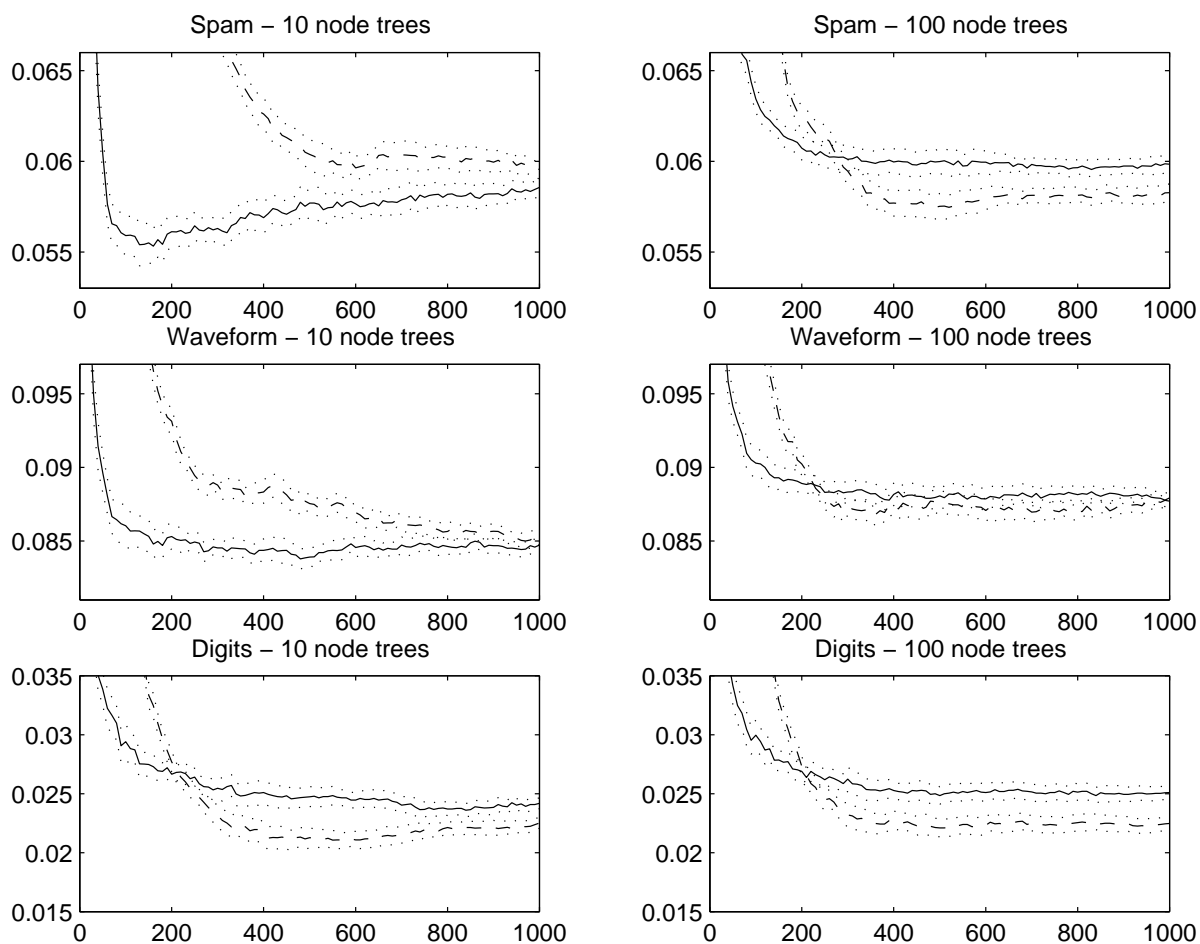 Spam – 10 node trees
0.065
0.06
0.055
0 200 400 600 800 1000
Spam – 100 node trees
0.065
0.06
0.055
0 200 400 600 800 1000
Waveform – 10 node trees
0.095
0.09
0.085
0 200 400 600 800 1000
Waveform – 100 node trees
0.095
0.09
0.085
0 200 400 600 800 1000
Digits – 10 node trees
0.035
0.03
0.025
0.02
0.015
0 200 400 600 800 1000
Digits – 100 node trees
0.035
0.03
0.025
0.02
0.015
0 200 400 600 800 1000